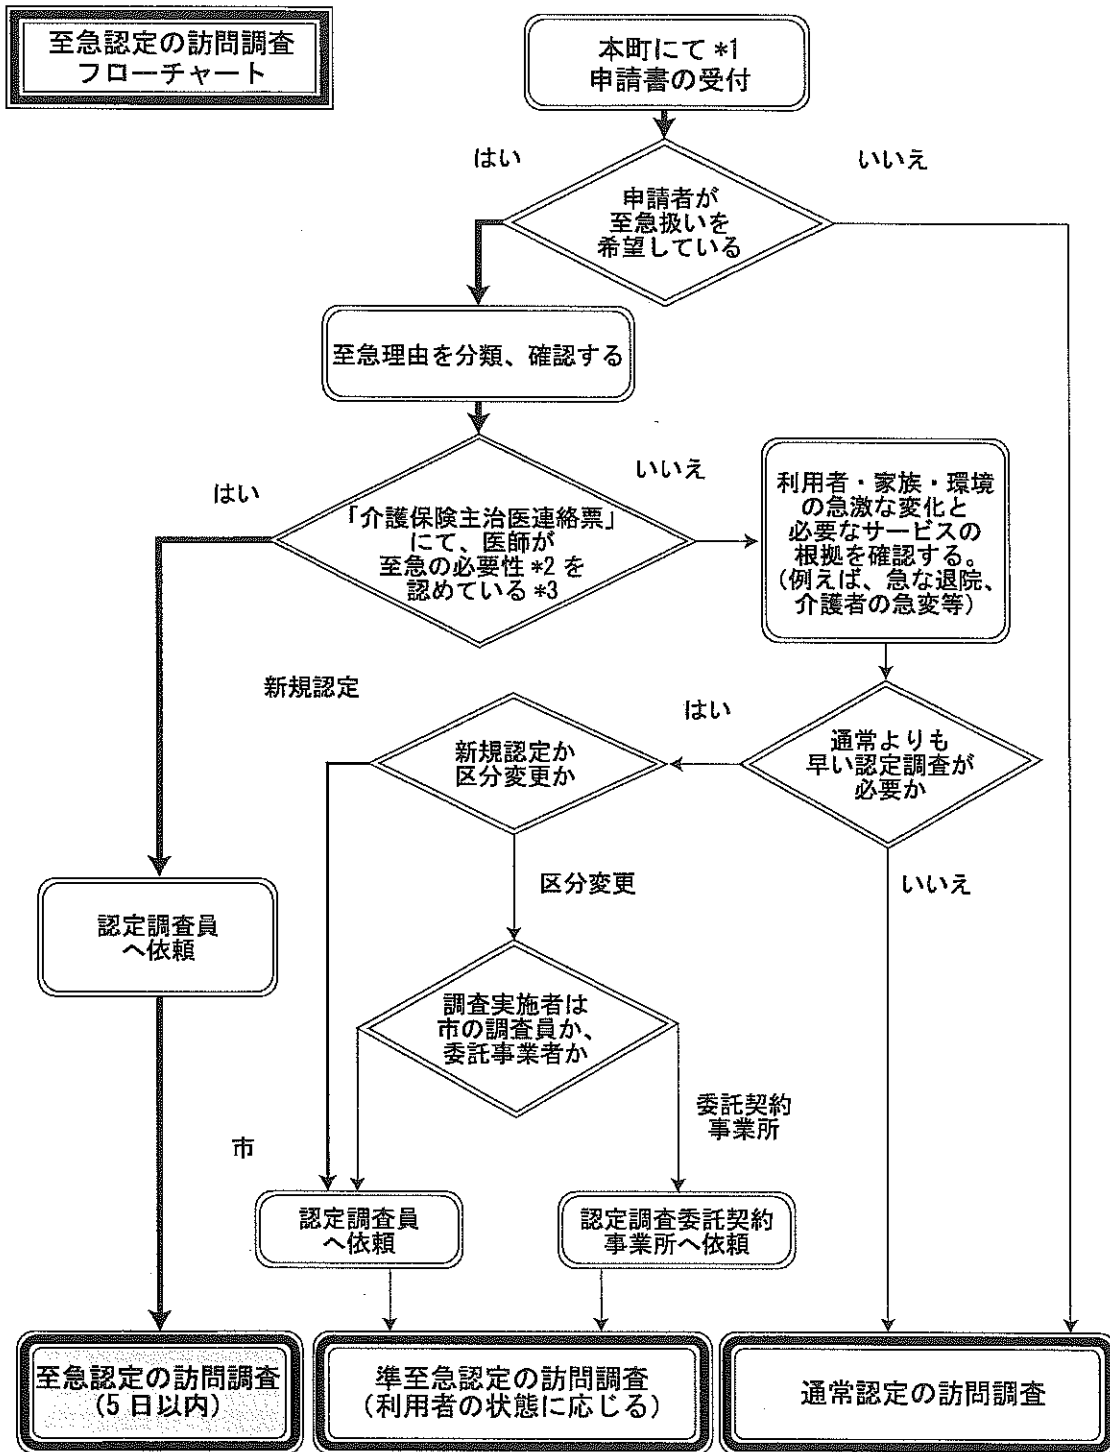 至急認定の訪問調査
フローチャート
本町にて *1
申請書の受付
はい
いいえ
申請者が
至急扱いを
希望している
至急理由を分類、確認する
はい
いいえ
「介護保険主治医連絡票」
にて、医師が
至急の必要性 *2 を
認めている *3
利用者・家族・環境
の急激な変化と
必要なサービスの
根拠を確認する。
(例えば、急な退院、
介護者の急変等)
新規認定
はい
新規認定か
区分変更か
通常よりも
早い認定調査が
必要か
区分変更
いいえ
認定調査員
へ依頼
調査実施者は
市の調査員か、
委託事業者か
市
委託契約
事業所
認定調査員
へ依頼
認定調査委託契約
事業所へ依頼
至急認定の訪問調査
(5 日以内)
準至急認定の訪問調査
(利用者の状態に応じる)
通常認定の訪問調査